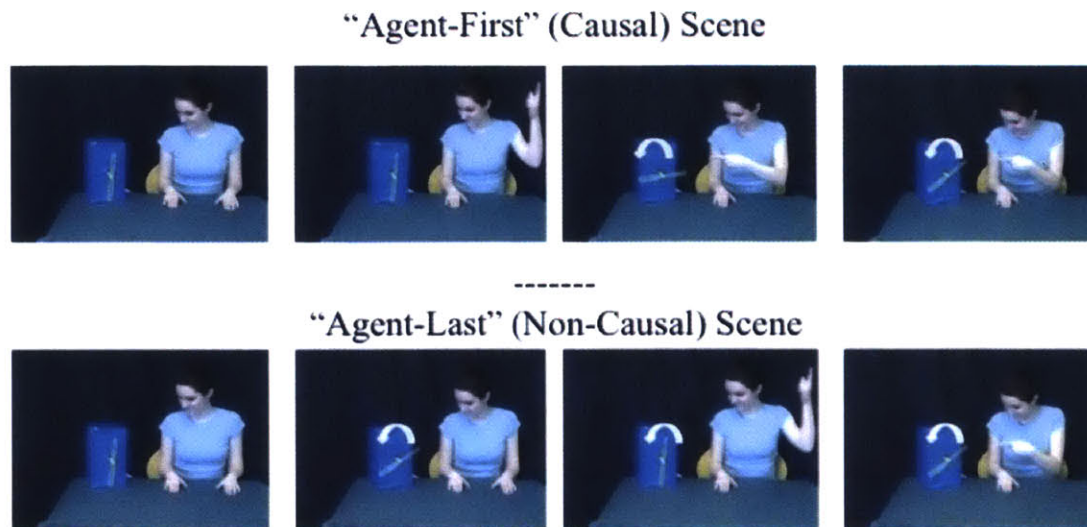 “Agent-First” (Causal) Scene
-------
“Agent-Last” (Non-Causal) Scene